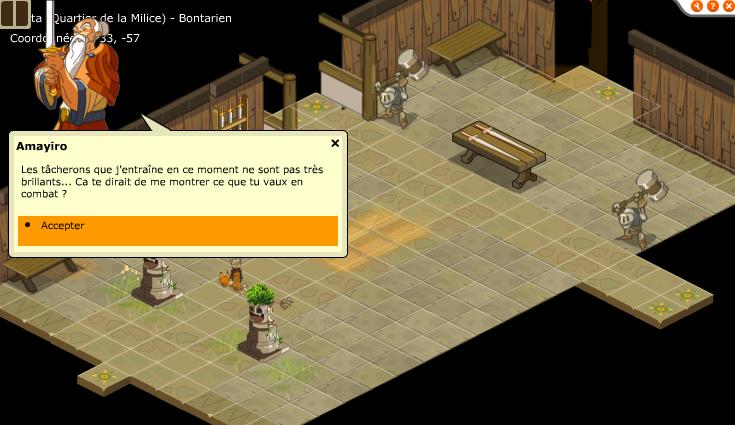 (Quartier de la Milice) - Bontarien
33, -57
Amayiro
Les tâcherons que j'entraîne en ce moment ne sont pas très
brillants... Ca te dirait de me montrer ce que tu vaux en
combat ?
Accepter